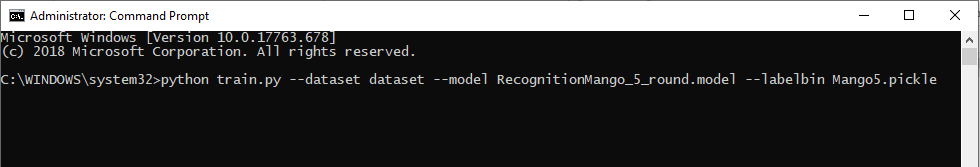 Administrator: Command Prompt
Microsoft Windows [Version 10.0.17763.678]
(c) 2018 Microsoft Corporation. All rights reserved.
C:\WINDOWS\system32>python train.py --dataset dataset --model RecognitionMango_5_round.model --labelbin Mango5.pickle